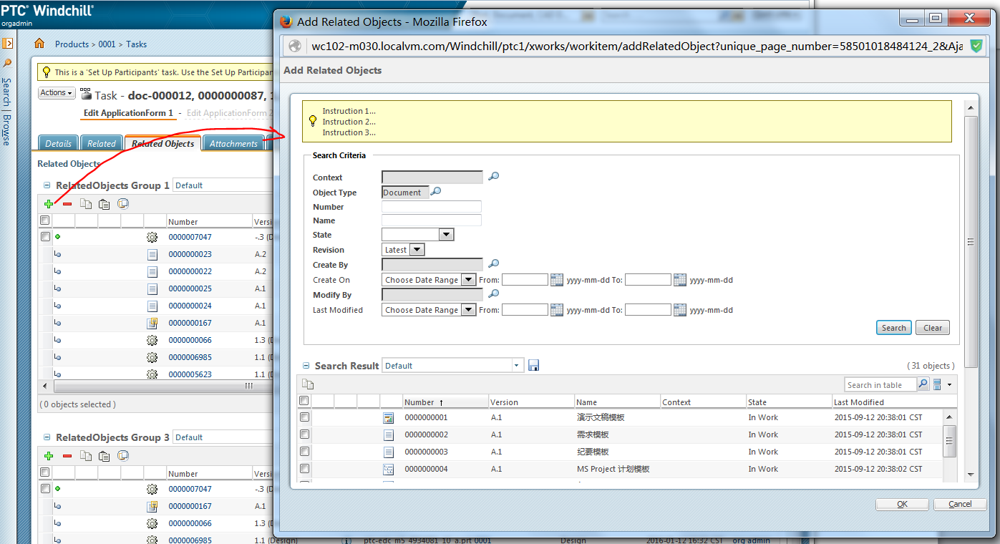 PTC® Windchill®
orgadmin
Products > 0001 > Tasks
This is a 'Set Up Participants' task. Use the Set Up Participan
Actions
Task - doc-000012, 0000000087,
Edit ApplicationForm 1 - Edit ApplicationForm 2
Search | Browse
Details Related Related Objects Attachments
Related Objects
RelatedObjects Group 1 Default
Number Versi
0000007047 -.3 (D
0000000023 A.2
0000000022 A.2
0000000025 A.1
0000000024 A.1
0000000167 A.1
0000000066 1.3 (D
0000006985 1.1 (D
0000005623 1.1 (D
( 0 objects selected )
RelatedObjects Group 3 Default
Number Versi
0000007047 -.3 (D
0000000167 A.1
0000000066 1.3 (D
0000006985 1.1 (Design) ptc-edc_m5_4934081_10_a.prt 0001 Design 2016-01-12 16:32 CST org admin
Add Related Objects - Mozilla Firefox
wc102-m030.localvm.com/Windchill/ptc1/xworks/workitem/addRelatedObject?unique_page_number=58501018484124_2&Aja
Add Related Objects
Instruction 1...
Instruction 2...
Instruction 3...
Search Criteria
Context
Object Type Document
Number
Name
State
Revision Latest
Create By
Create On Choose Date Range From: yyyy-mm-dd To: yyyy-mm-dd
Modify By
Last Modified Choose Date Range From: yyyy-mm-dd To: yyyy-mm-dd
Search Clear
Search Result Default ( 31 objects )
Search in table
Number ↑ Version Name Context State Last Modified
0000000001 A.1 演示文稿模板 In Work 2015-09-12 20:38:01 CST
0000000002 A.1 需求模板 In Work 2015-09-12 20:38:01 CST
0000000003 A.1 纪要模板 In Work 2015-09-12 20:38:01 CST
0000000004 A.1 MS Project 计划模板 In Work 2015-09-12 20:38:02 CST
OK Cancel